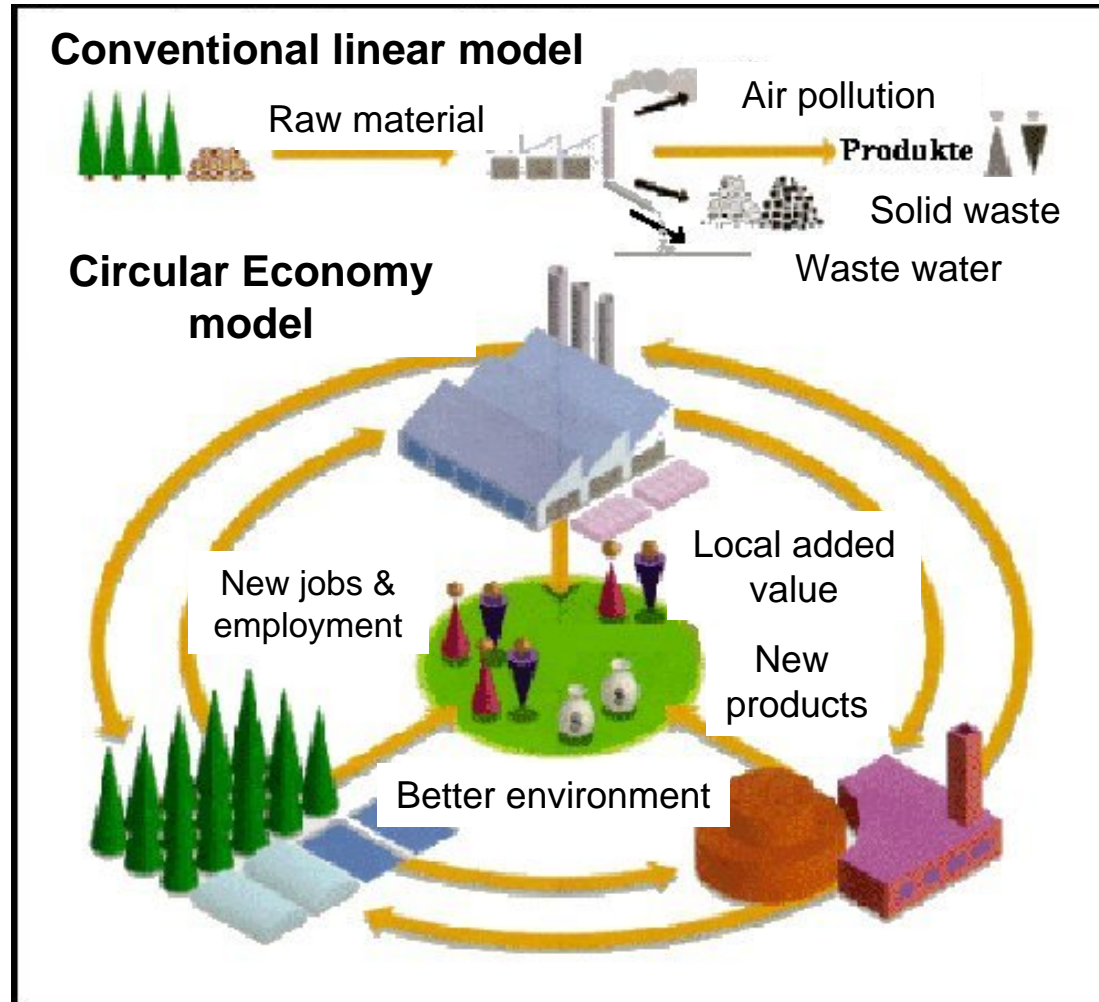 Conventional linear model
Raw material
Air pollution
Produkte
Solid waste
Waste water
Circular Economy
model
New jobs &
employment
Local added
value
New
products
Better environment